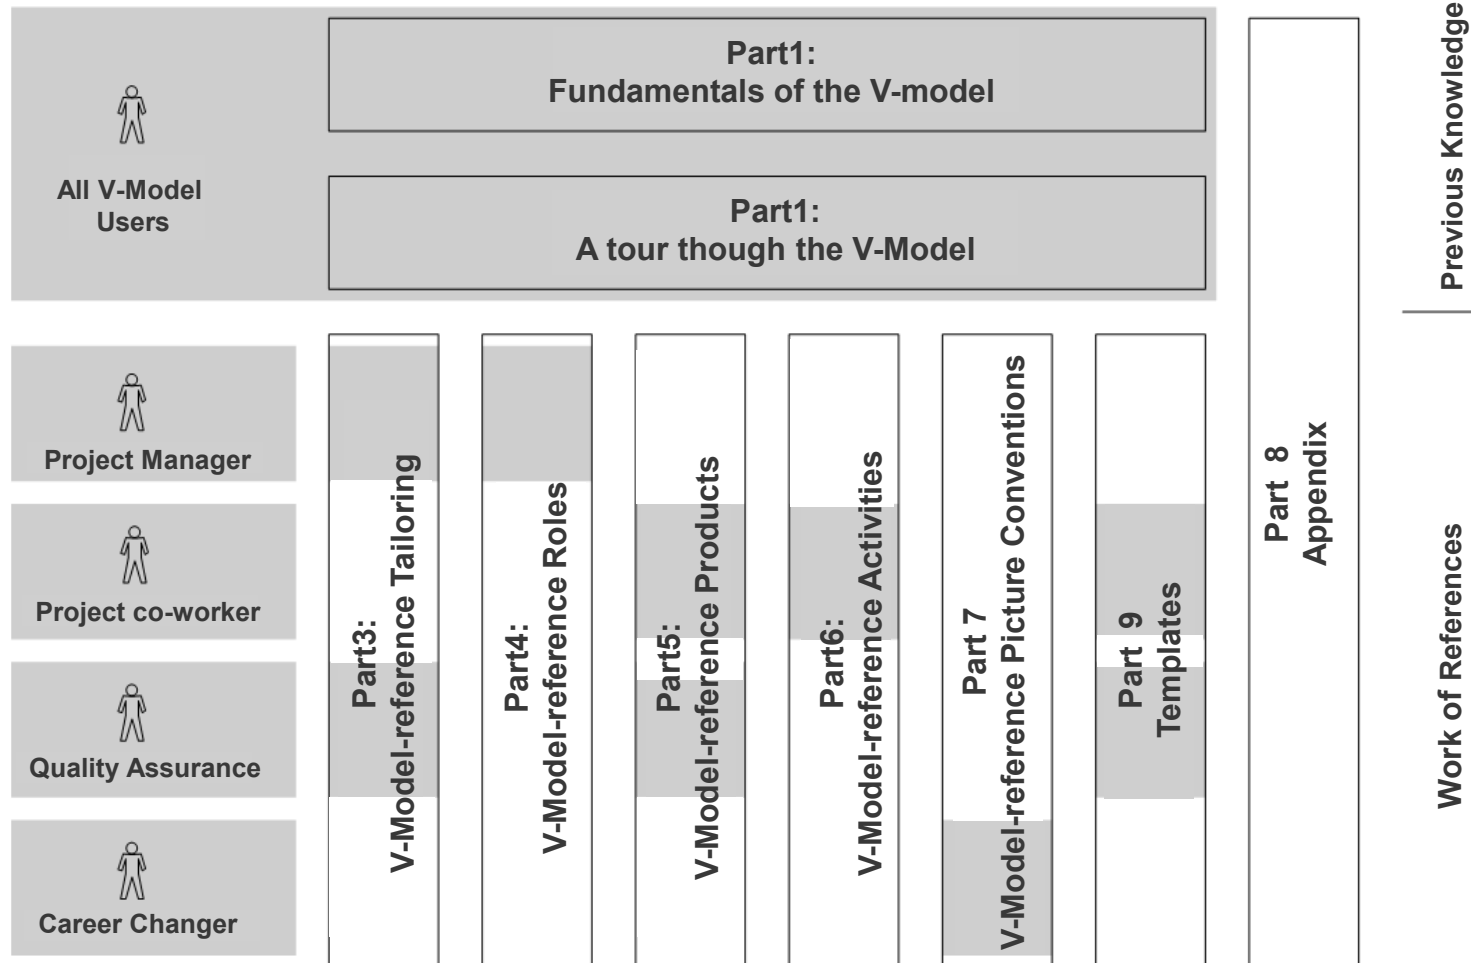 Part1:
Fundamentals of the V-model
All V-Model
Users
Part1:
A tour though the V-Model
Previous Knowledge
Project Manager
Project co-worker
Quality Assurance
Career Changer
Part3:
V-Model-reference Tailoring
Part4:
V-Model-reference Roles
Part5:
V-Model-reference Products
Part6:
V-Model-reference Activities
Part 7
V-Model-reference Picture Conventions
Part 9
Templates
Part 8
Appendix
Work of References